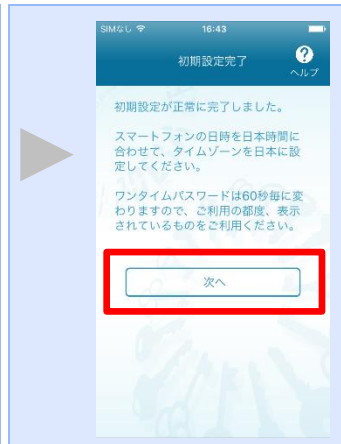 SIMなし 16:43
初期設定完了
?
ヘルプ
初期設定が正常に完了しました。
スマートフォンの日時を日本時間に
合わせて、タイムゾーンを日本に設
定してください。
ワンタイムパスワードは60秒毎に変
わりますので、ご利用の都度、表示
されているものをご利用ください。
次へ